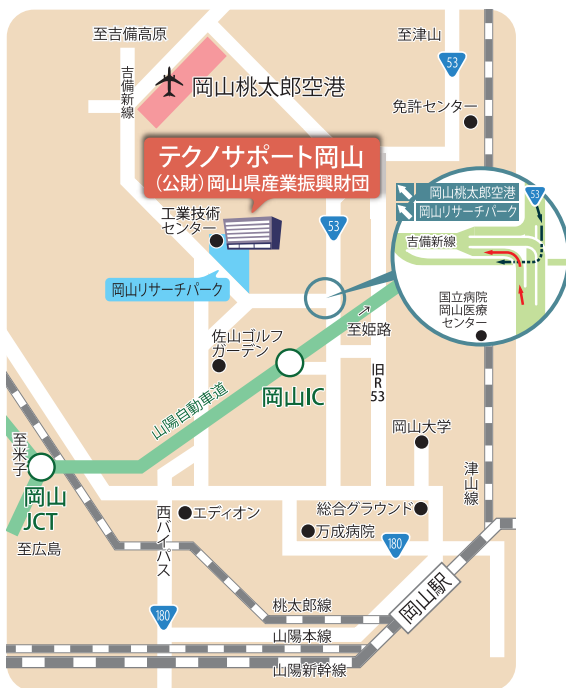 至吉備高原
至津山
53
吉備新線
岡山桃太郎空港
免許センター
テクノサポート岡山
(公財)岡山県産業振興財団
岡山桃太郎空港
53
岡山リサーチパーク
工業技術
センター
53
吉備新線
岡山リサーチパーク
国立病院
岡山医療
センター
至姫路
佐山ゴルフ
ガーデン
旧R53
岡山IC
山陽自動車道
岡山大学
至米子
津山線
岡山
JCT
西バイパス
エディオン
総合グラウンド
万成病院
至広島
180
岡山駅
桃太郎線
180
山陽本線
山陽新幹線